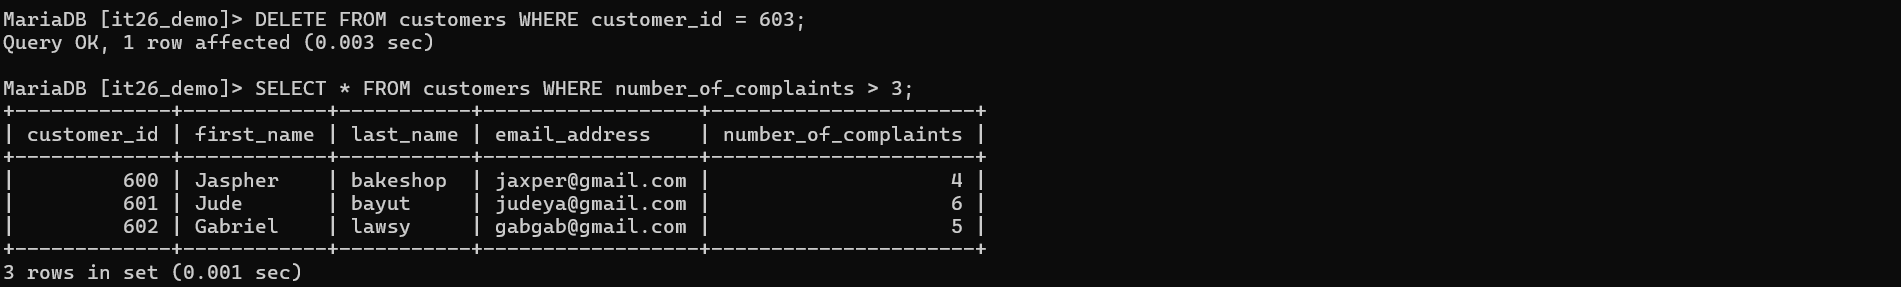 MariaDB [it26_demo]> DELETE FROM customers WHERE customer_id = 603;
Query OK, 1 row affected (0.003 sec)
MariaDB [it26_demo]> SELECT * FROM customers WHERE number_of_complaints > 3;
+-------------+------------+-----------+------------------+----------------------+
| customer_id | first_name | last_name | email_address    | number_of_complaints |
+-------------+------------+-----------+------------------+----------------------+
|         600 | Jaspher    | bakeshop  | jaxper@gmail.com |                    4 |
|         601 | Jude       | bayut     | judeya@gmail.com |                    6 |
|         602 | Gabriel    | lawsy     | gabgab@gmail.com |                    5 |
+-------------+------------+-----------+------------------+----------------------+
3 rows in set (0.001 sec)